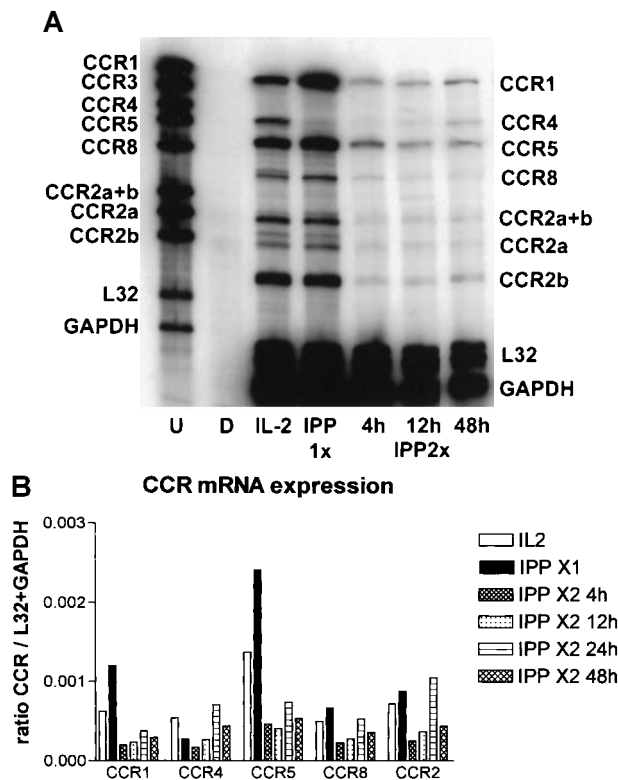 A
CCR1
CCR3
CCR4
CCR5
CCR8
CCR2a+b
CCR2a
CCR2b
L32
GAPDH
CCR1
CCR4
CCR5
CCR8
CCR2a+b
CCR2a
CCR2b
L32
GAPDH
U D IL-2 IPP 4h 12h 48h
1x IPP2x
B CCR mRNA expression
ratio CCR / L32+GAPDH
0.003
0.002
0.001
0.000
CCR1 CCR4 CCR5 CCR8 CCR2
IL2
IPP X1
IPP X2 4h
IPP X2 12h
IPP X2 24h
IPP X2 48h